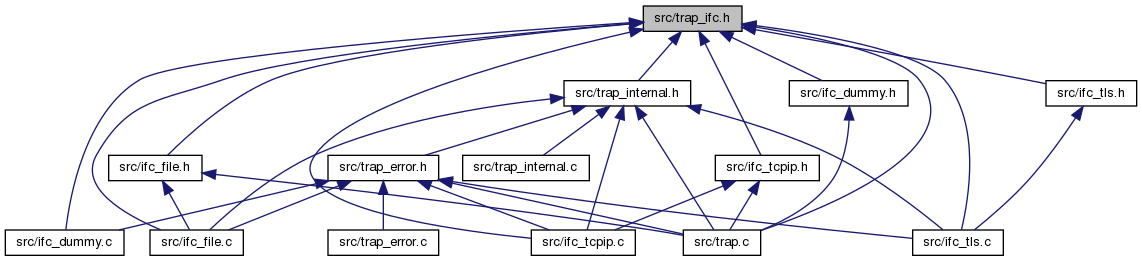 src/trap_ifc.h
src/trap_internal.h
src/ifc_dummy.h
src/ifc_tls.h
src/ifc_file.h
src/trap_error.h
src/trap_internal.c
src/ifc_tcpip.h
src/ifc_dummy.c
src/ifc_file.c
src/trap_error.c
src/ifc_tcpip.c
src/trap.c
src/ifc_tls.c